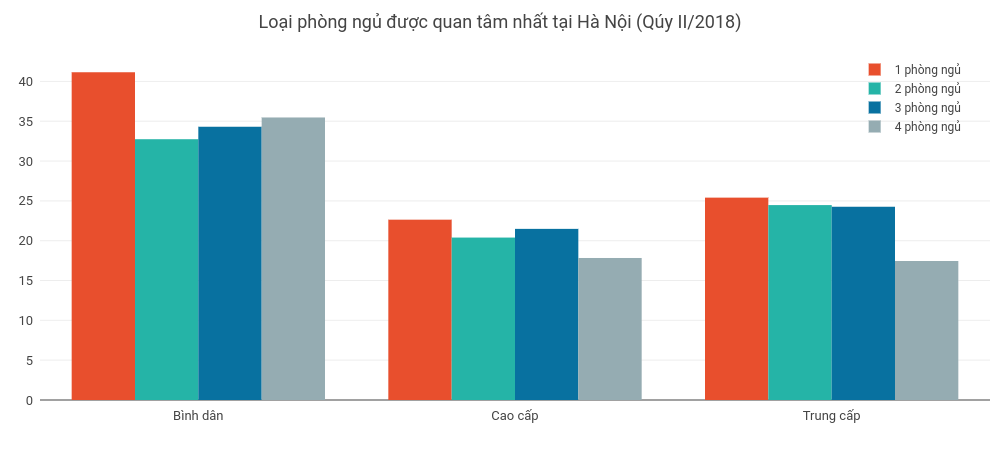 Loại phòng ngủ được quan tâm nhất tại Hà Nội (Qúy II/2018)
1 phòng ngủ
2 phòng ngủ
3 phòng ngủ
4 phòng ngủ
40
35
30
25
20
15
10
5
0
Bình dân
Cao cấp
Trung cấp